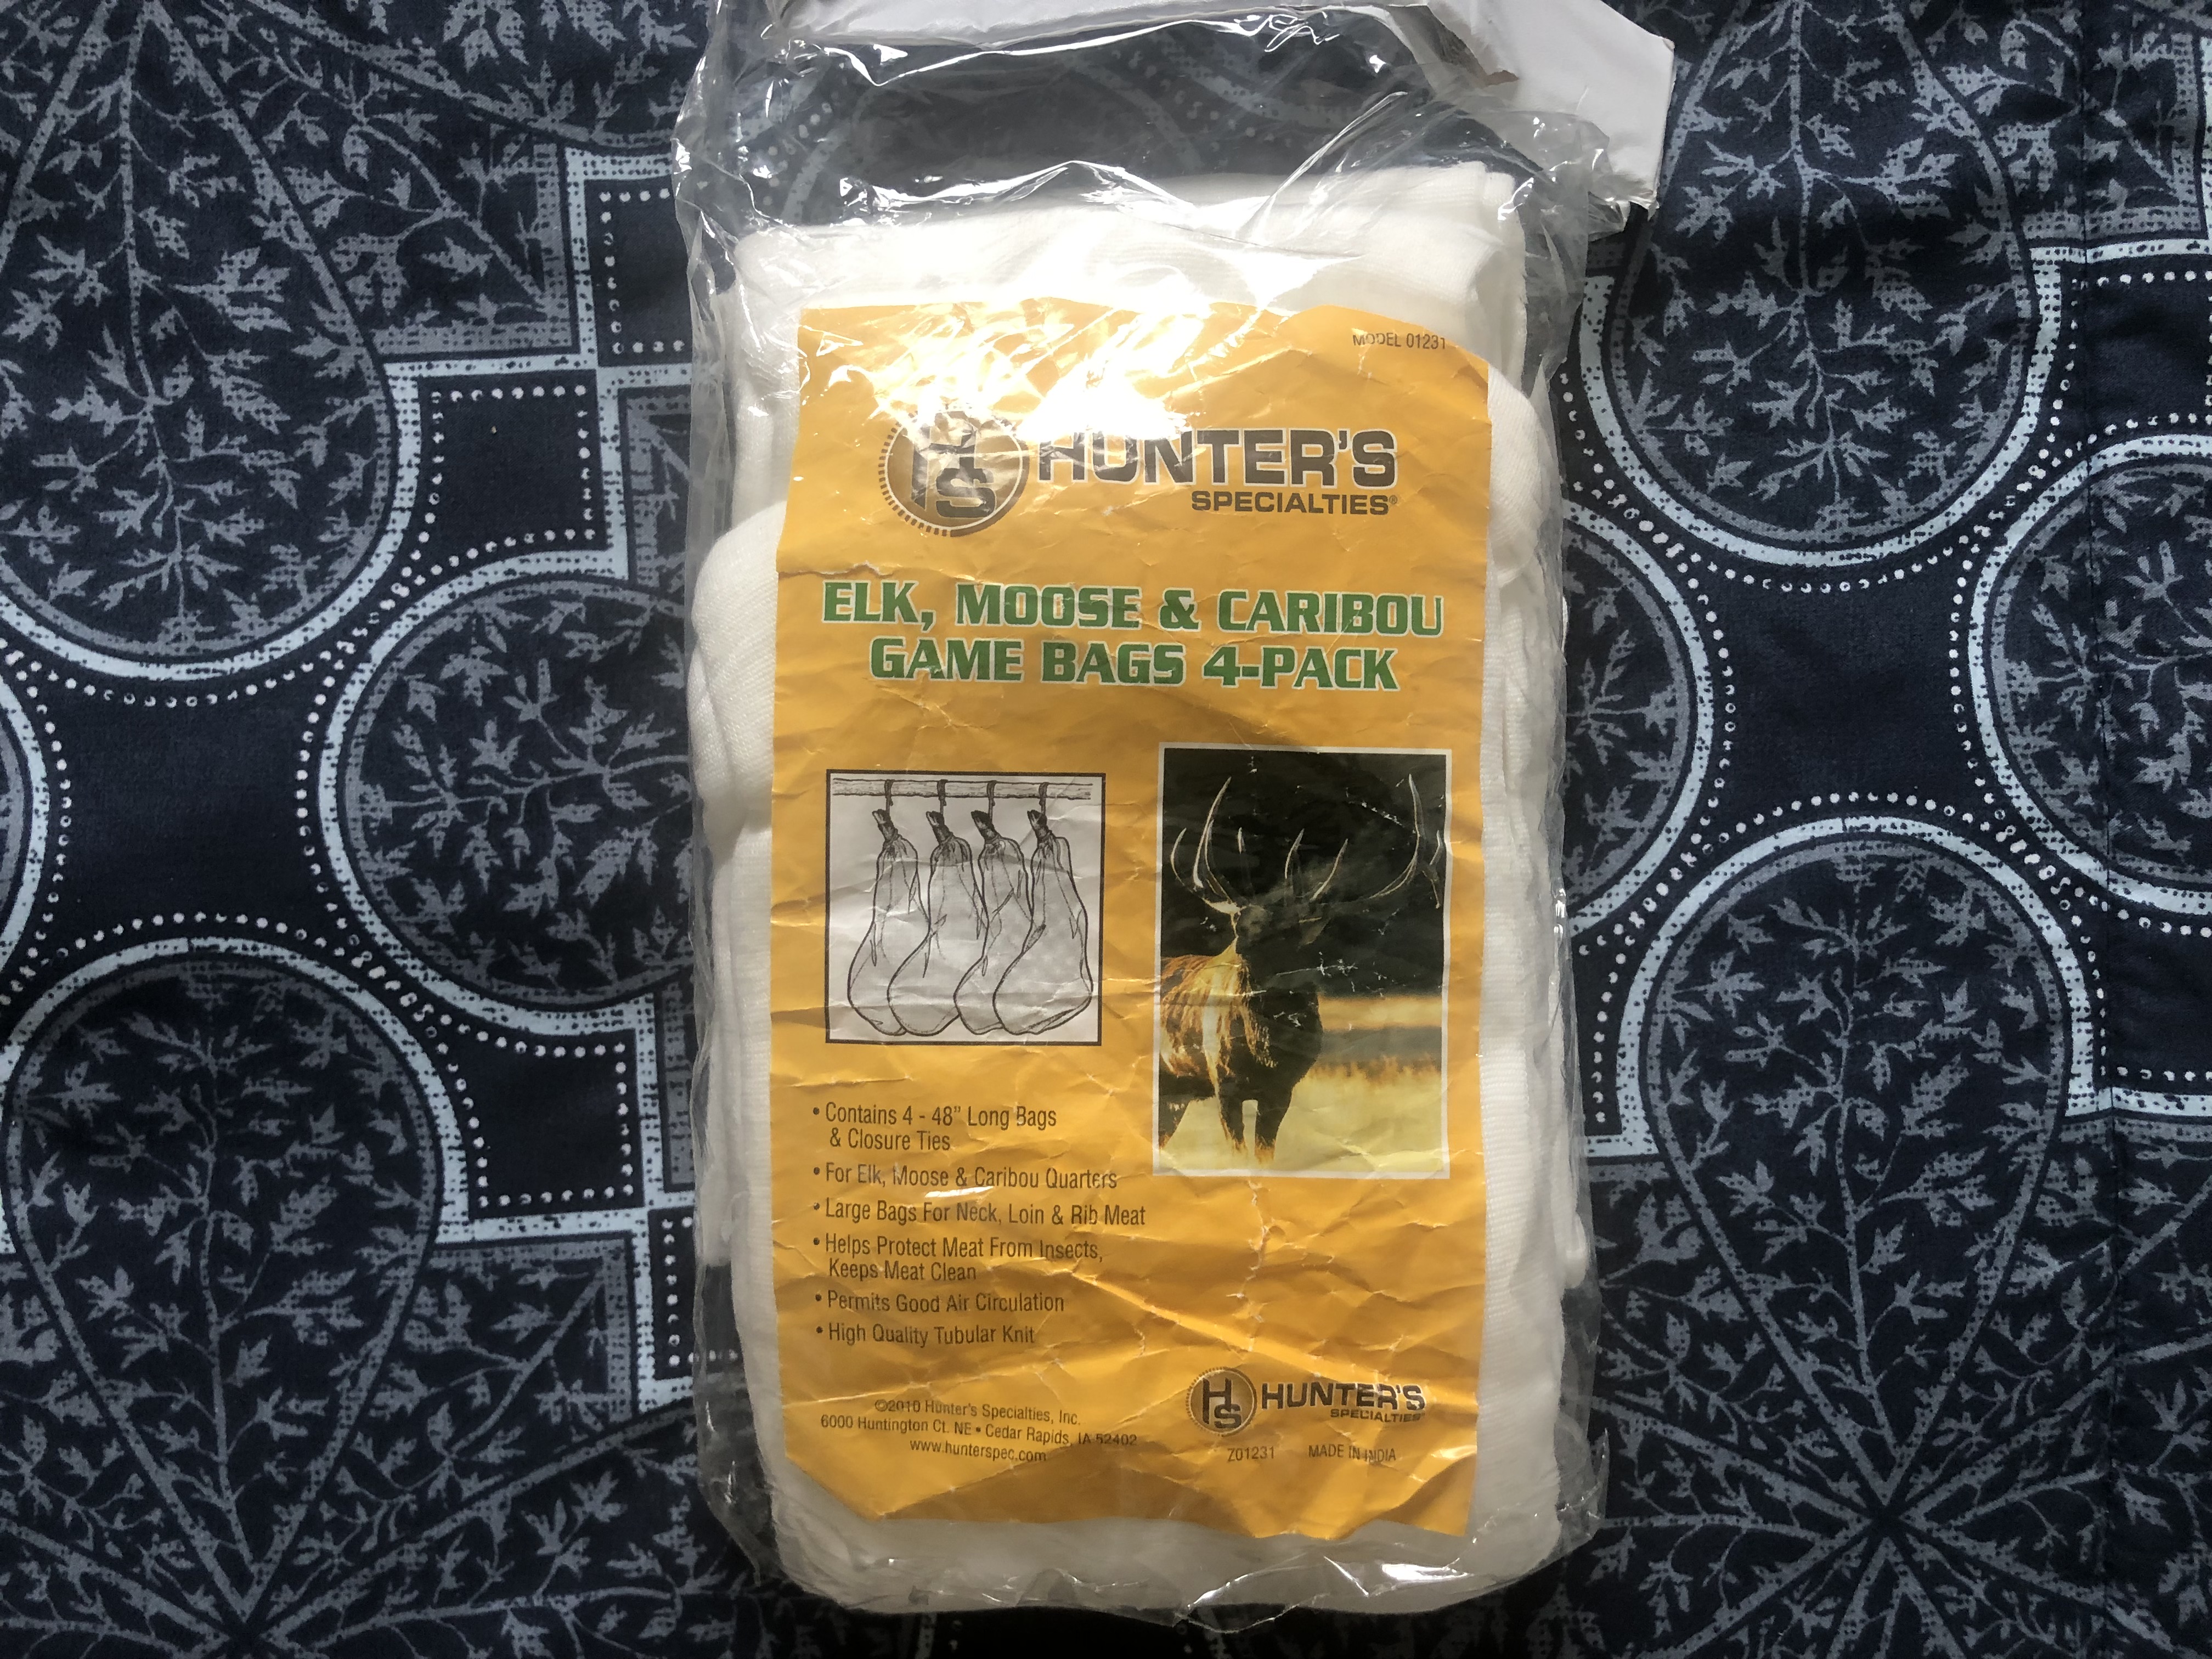 MODEL 01231
HS HUNTER'S
SPECIALTIES®
ELK, MOOSE & CARIBOU
GAME BAGS 4-PACK
• Contains 4 - 48" Long Bags
& Closure Ties
• For Elk, Moose & Caribou Quarters
• Large Bags For Neck, Loin & Rib Meat
• Helps Protect Meat From Insects,
Keeps Meat Clean
• Permits Good Air Circulation
• High Quality Tubular Knit
©2010 Hunter's Specialties, Inc.
6000 Huntington Ct. NE • Cedar Rapids, IA 52402
www.hunterspec.com
HS HUNTER'S
SPECIALTIES®
Z01231 MADE IN INDIA